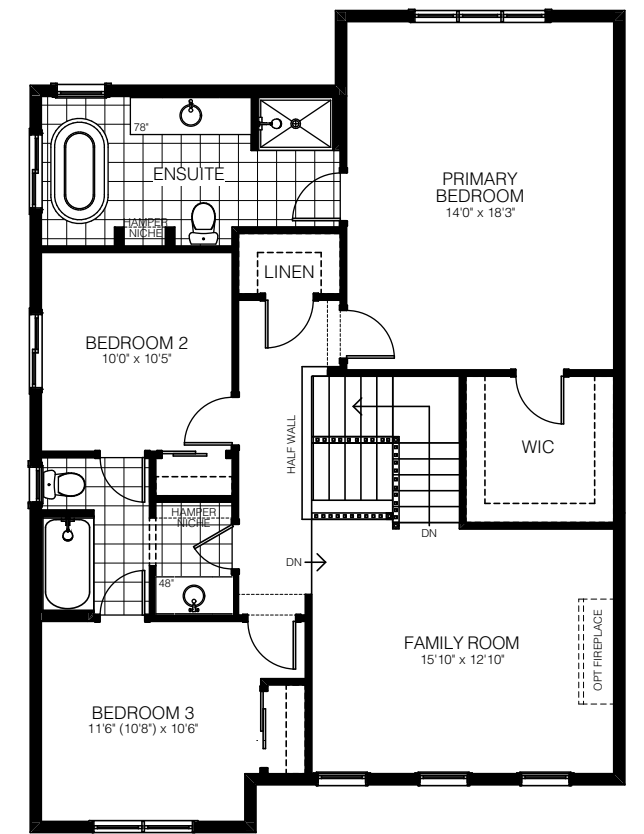 78"
ENSUITE
HAMPER
NICHE
PRIMARY
BEDROOM
14'0" x 18'3"
LINEN
BEDROOM 2
10'0" x 10'5"
HALF WALL
WIC
HAMPER
NICHE
DN
DN
48"
FAMILY ROOM
15'10" x 12'10"
OPT FIREPLACE
BEDROOM 3
11'6" (10'8") x 10'6"